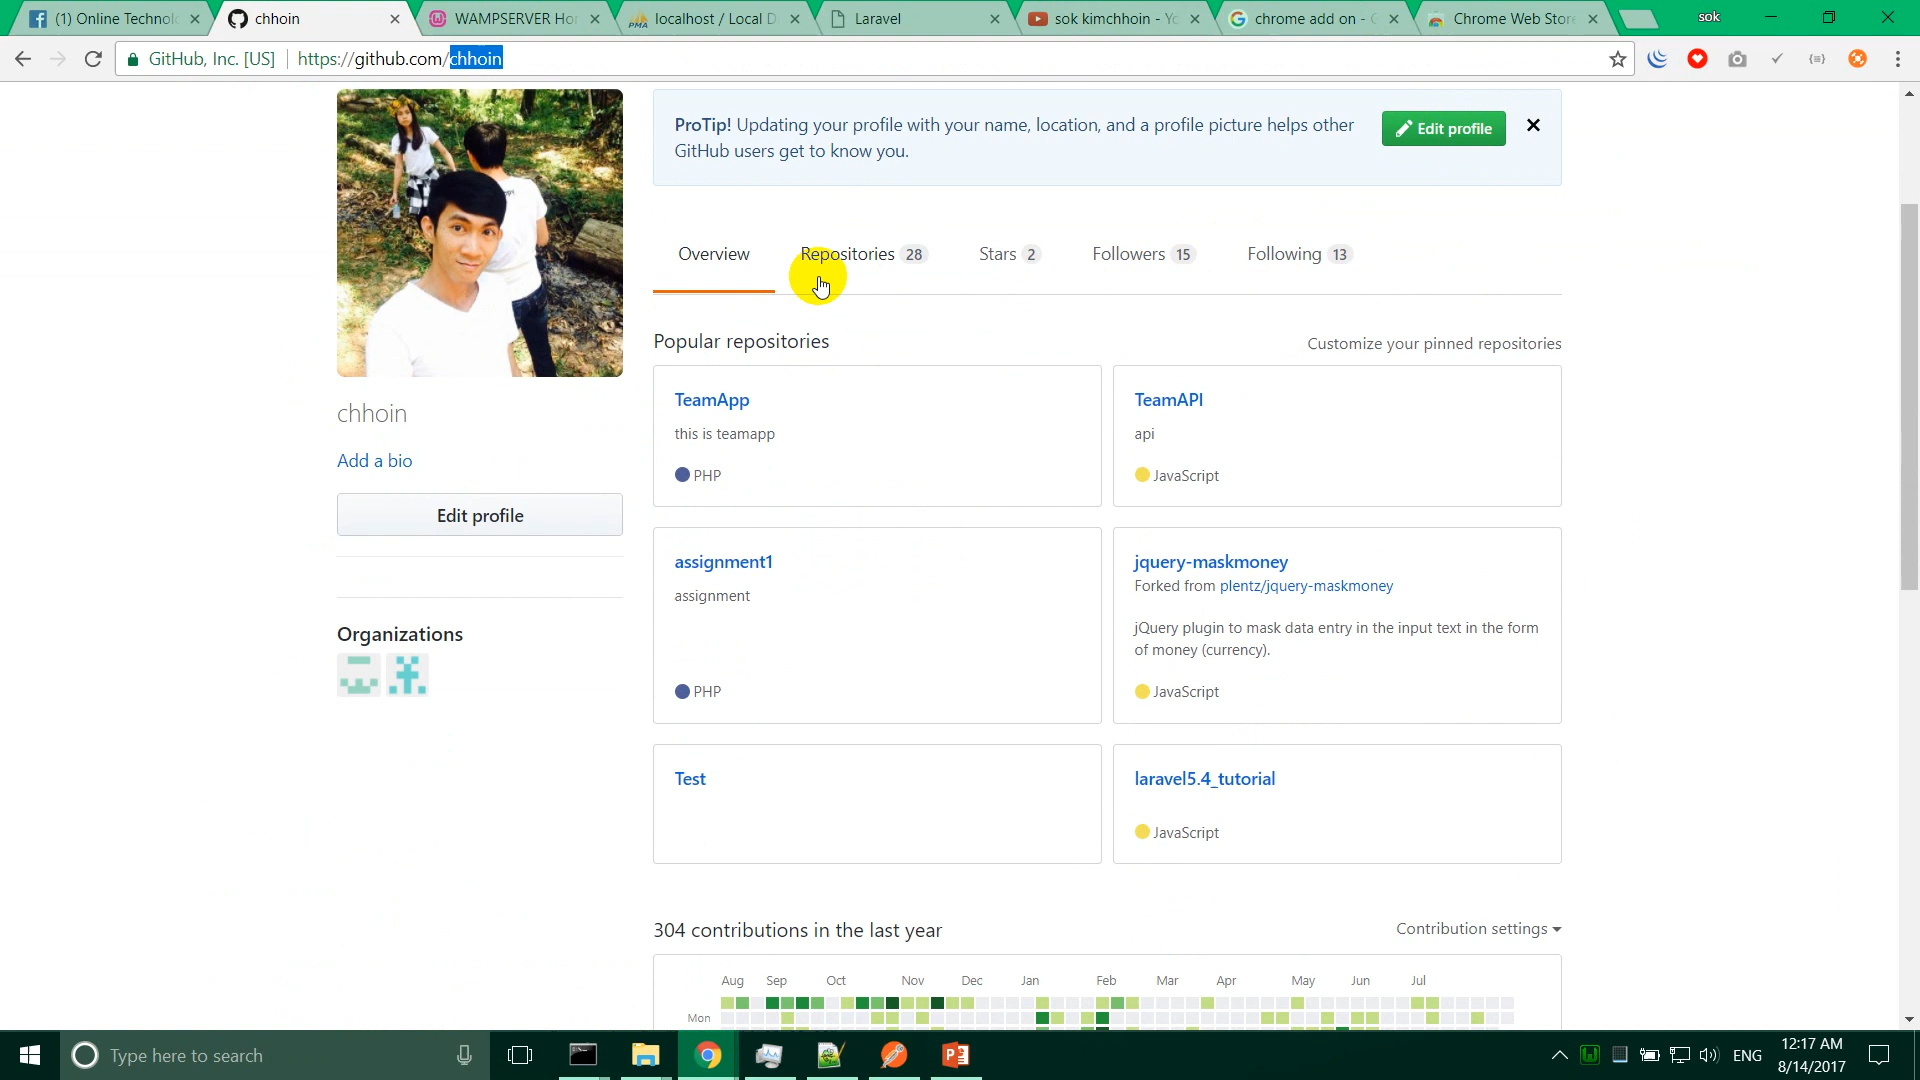 (1) Online Technol
chhoin
WAMPSERVER Ho
localhost / Local D
Laravel
sok kimchhoin - Yo
chrome add on - G
Chrome Web Store
sok
GitHub, Inc. [US]
https://github.com/chhoin
ProTip! Updating your profile with your name, location, and a profile picture helps other
GitHub users get to know you.
Edit profile
Overview
Repositories 28
Stars 2
Followers 15
Following 13
Popular repositories
Customize your pinned repositories
TeamApp
this is teamapp
PHP
TeamAPI
api
JavaScript
chhoin
Add a bio
Edit profile
assignment1
assignment
PHP
jquery-maskmoney
Forked from plentz/jquery-maskmoney
jQuery plugin to mask data entry in the input text in the form
of money (currency).
JavaScript
Organizations
Test
laravel5.4_tutorial
JavaScript
304 contributions in the last year
Contribution settings
Aug Sep Oct Nov Dec Jan Feb Mar Apr May Jun Jul
Mon
Type here to search
ENG
12:17 AM
8/14/2017